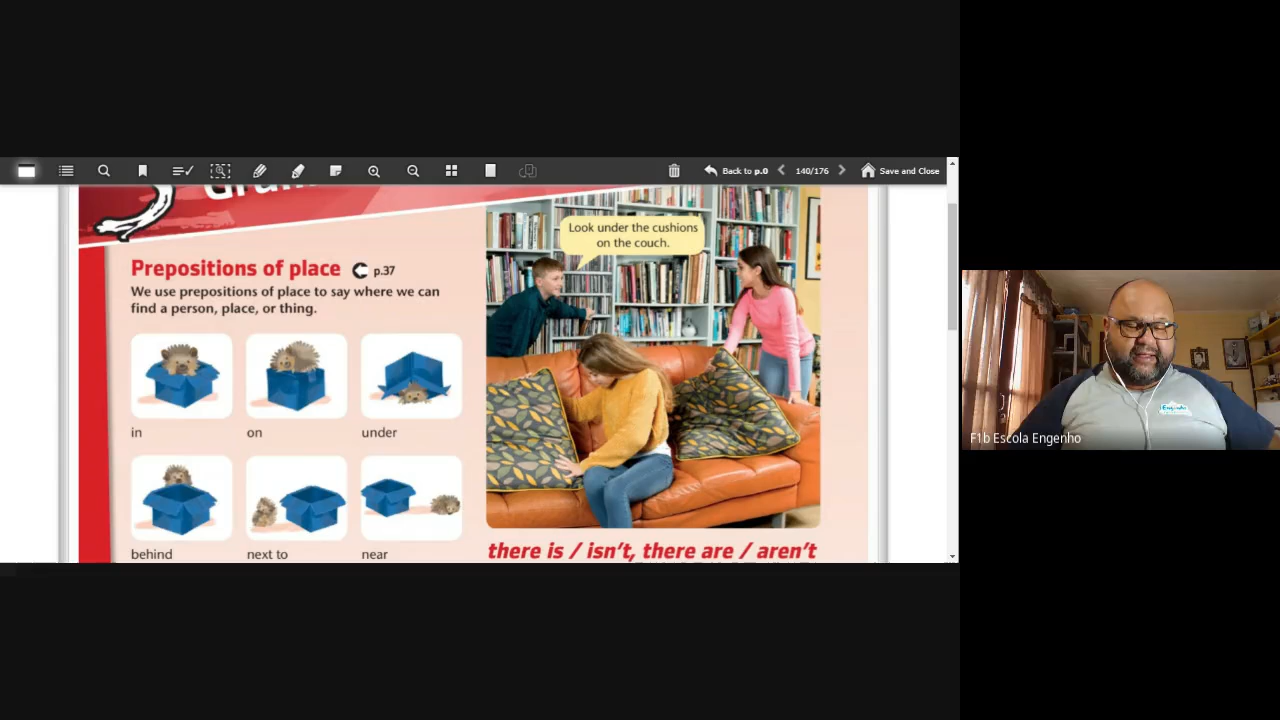 Back to p.0
140/176
Save and Close
Look under the cushions
on the couch.
Prepositions of place
p.37
We use prepositions of place to say where we can
find a person, place, or thing.
in
on
under
behind
next to
near
there is / isn't, there are / aren't
F1b Escola Engenho